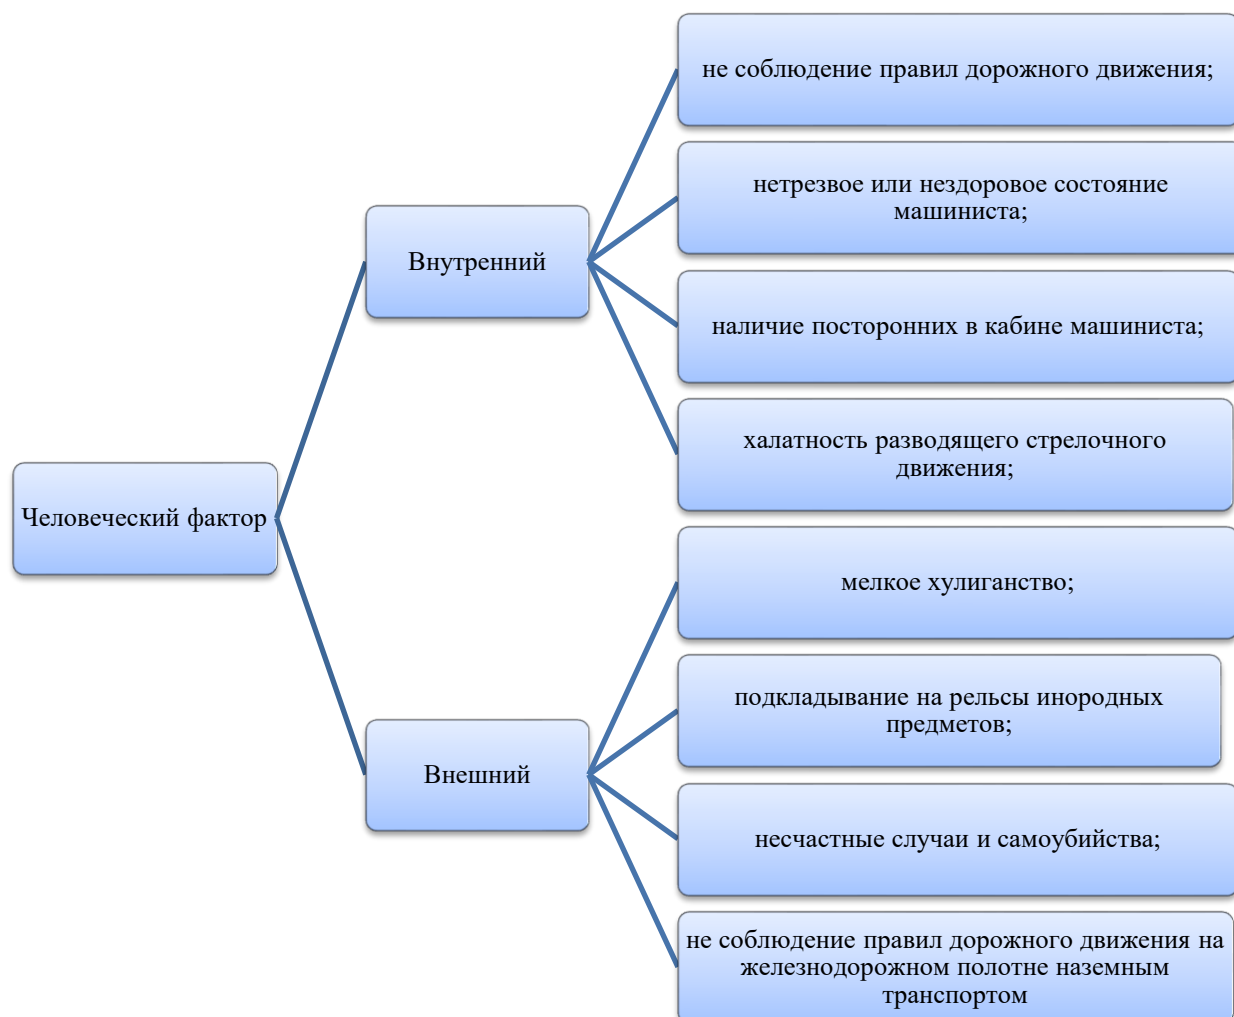 Человеческий фактор
Внутренний
не соблюдение правил дорожного движения;
нетрезвое или нездоровое состояние
машиниста;
наличие посторонних в кабине машиниста;
халатность разводящего стрелочного
движения;
Внешний
мелкое хулиганство;
подкладывание на рельсы инородных
предметов;
несчастные случаи и самоубийства;
не соблюдение правил дорожного движения на
железнодорожном полотне наземным
транспортом